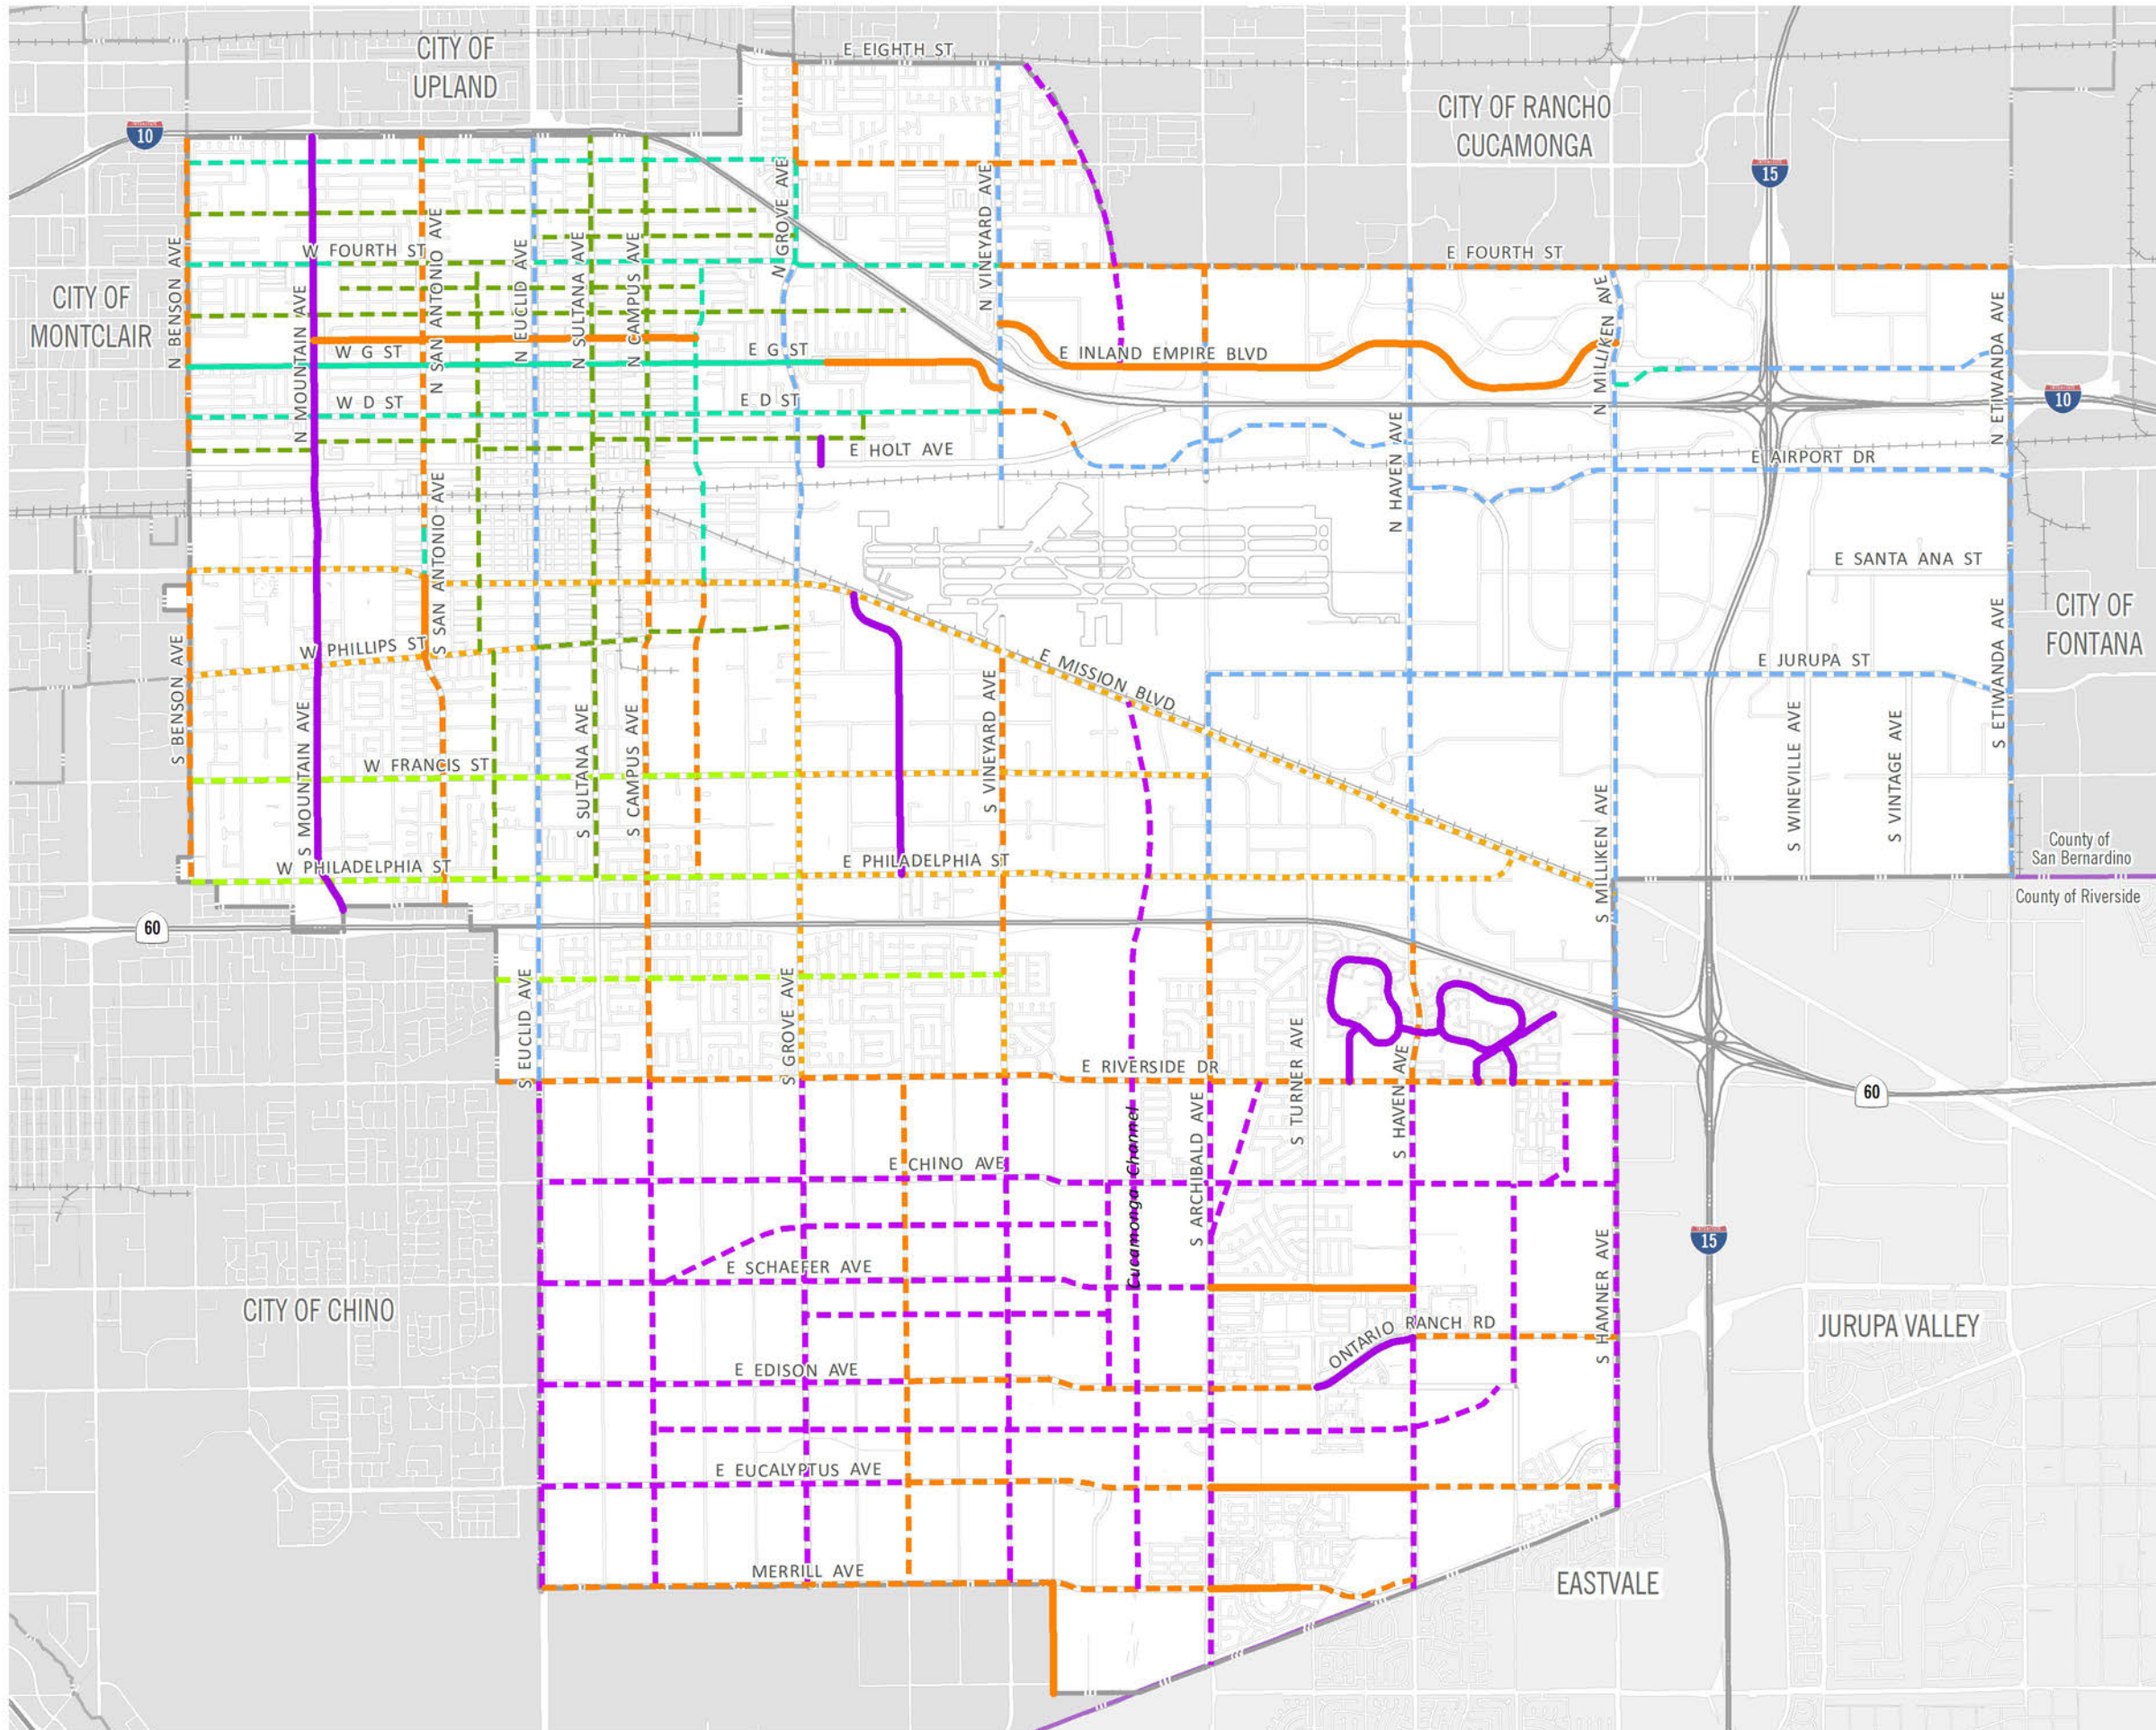 CITY OF
UPLAND
E EIGHTH ST
CITY OF RANCHO
CUCAMONGA
10
15
N GROVE AVE
N VINEYARD AVE
W FOURTH ST
E FOURTH ST
N BENSON AVE
N SAN ANTONIO AVE
N EUCLID AVE
N SULTANA AVE
N CAMPUS AVE
N MOUNTAIN AVE
N MILLIKEN AVE
N ETIWANDA AVE
CITY OF
MONTCLAIR
W G ST
E G ST
E INLAND EMPIRE BLVD
W D ST
E D ST
10
N HAVEN AVE
E HOLT AVE
E AIRPORT DR
S SAN ANTONIO AVE
E SANTA ANA ST
CITY OF
FONTANA
S BENSON AVE
W PHILLIPS ST
E MISSION BLVD
E JURUPA ST
S ETIWANDA AVE
S MOUNTAIN AVE
S SULTANA AVE
S CAMPUS AVE
S VINEYARD AVE
S WINEVILLE AVE
S VINTAGE AVE
W FRANCIS ST
S MILLIKEN AVE
County of
San Bernardino
W PHILADELPHIA ST
E PHILADELPHIA ST
County of Riverside
60
S EUCLID AVE
S GROVE AVE
E RIVERSIDE DR
S TURNER AVE
S HAVEN AVE
60
Cucamonga Channel
S ARCHIBALD AVE
E CHINO AVE
15
S HAMNER AVE
E SCHAEFER AVE
CITY OF CHINO
ONTARIO RANCH RD
JURUPA VALLEY
E EDISON AVE
E EUCALYPTUS AVE
MERRILL AVE
EASTVALE